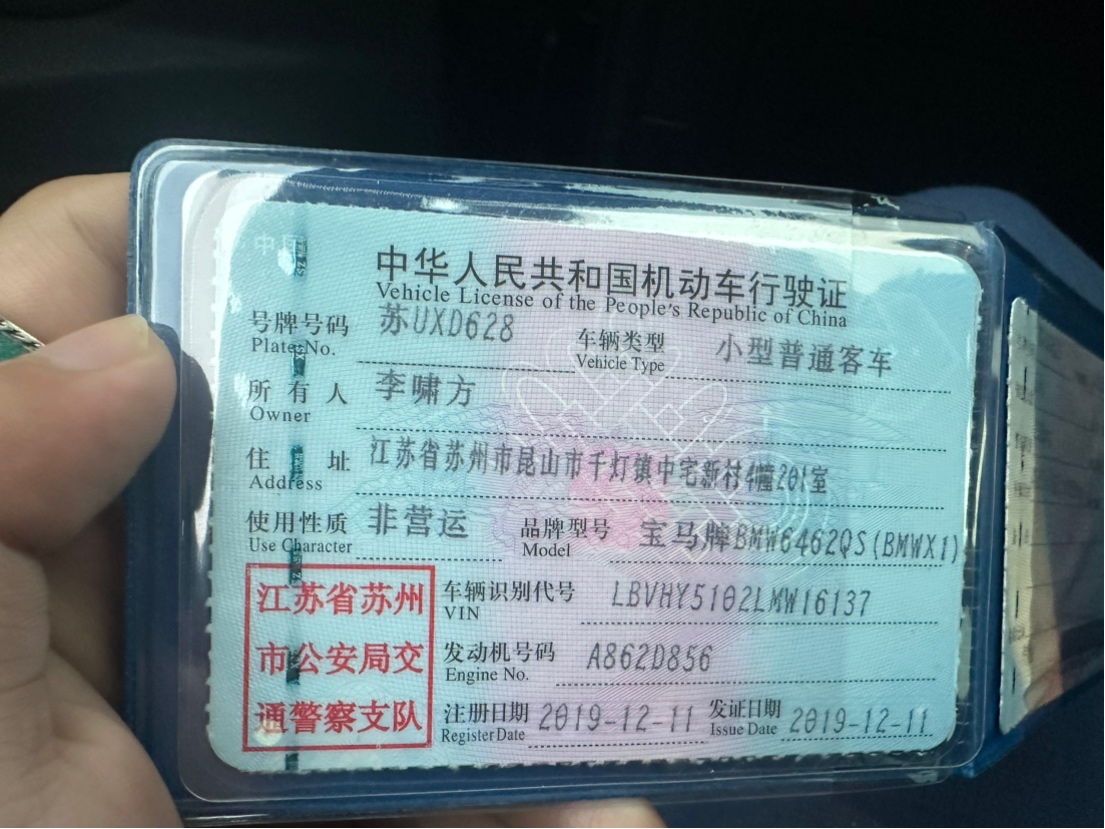 中华人民共和国机动车行驶证
Vehicle License of the People's Republic of China
号牌号码 苏UXD628 车辆类型 小型普通客车
Plate No. Vehicle Type
所有人 李啸方
Owner
住址 江苏省苏州市昆山市千灯镇中宅新村4幢201室
Address
使用性质 非营运 品牌型号 宝马牌BMW6462QS(BMWX1)
Use Character Model
江苏省苏州 车辆识别代号 LBVHY5102LMW16137
VIN
市公安局交 发动机号码 A862D856
Engine No.
通警察支队 注册日期 2019-12-11 发证日期 2019-12-11
Register Date Issue Date